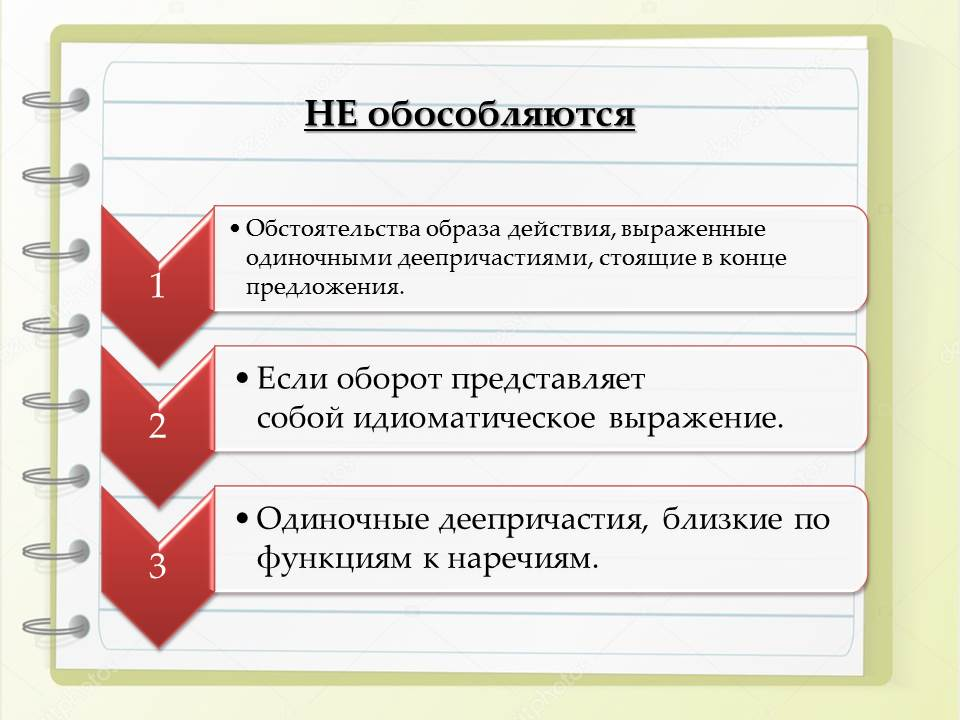 НЕ обособляются
1
• Обстоятельства образа действия, выраженные
одиночными деепричастиями, стоящие в конце
предложения.
2
• Если оборот представляет
собой идиоматическое выражение.
3
• Одиночные деепричастия, близкие по
функциям к наречиям.